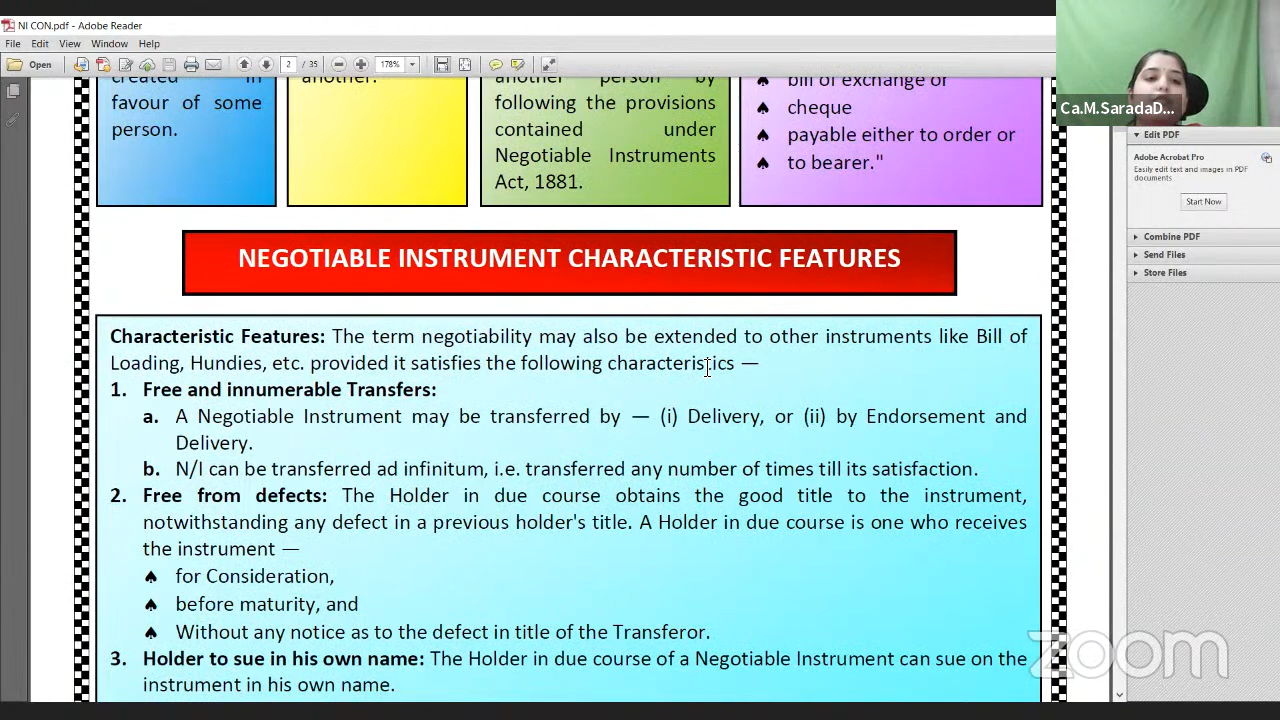 NI CON.pdf - Adobe Reader
File Edit View Window Help
Open 2 / 35 178%
created in
favour of some
person.
another.
another person by
following the provisions
contained under
Negotiable Instruments
Act, 1881.
♠ bill of exchange or
♠ cheque
♠ payable either to order or
♠ to bearer."
Ca.M.SaradaD...
Edit PDF
Adobe Acrobat Pro
Easily edit text and images in PDF
documents
Start Now
Combine PDF
Send Files
Store Files
NEGOTIABLE INSTRUMENT CHARACTERISTIC FEATURES
Characteristic Features: The term negotiability may also be extended to other instruments like Bill of
Loading, Hundies, etc. provided it satisfies the following characteristics —
1. Free and innumerable Transfers:
a. A Negotiable Instrument may be transferred by — (i) Delivery, or (ii) by Endorsement and
Delivery.
b. N/I can be transferred ad infinitum, i.e. transferred any number of times till its satisfaction.
2. Free from defects: The Holder in due course obtains the good title to the instrument,
notwithstanding any defect in a previous holder's title. A Holder in due course is one who receives
the instrument —
♠ for Consideration,
♠ before maturity, and
♠ Without any notice as to the defect in title of the Transferor.
3. Holder to sue in his own name: The Holder in due course of a Negotiable Instrument can sue on the
instrument in his own name.
zoom